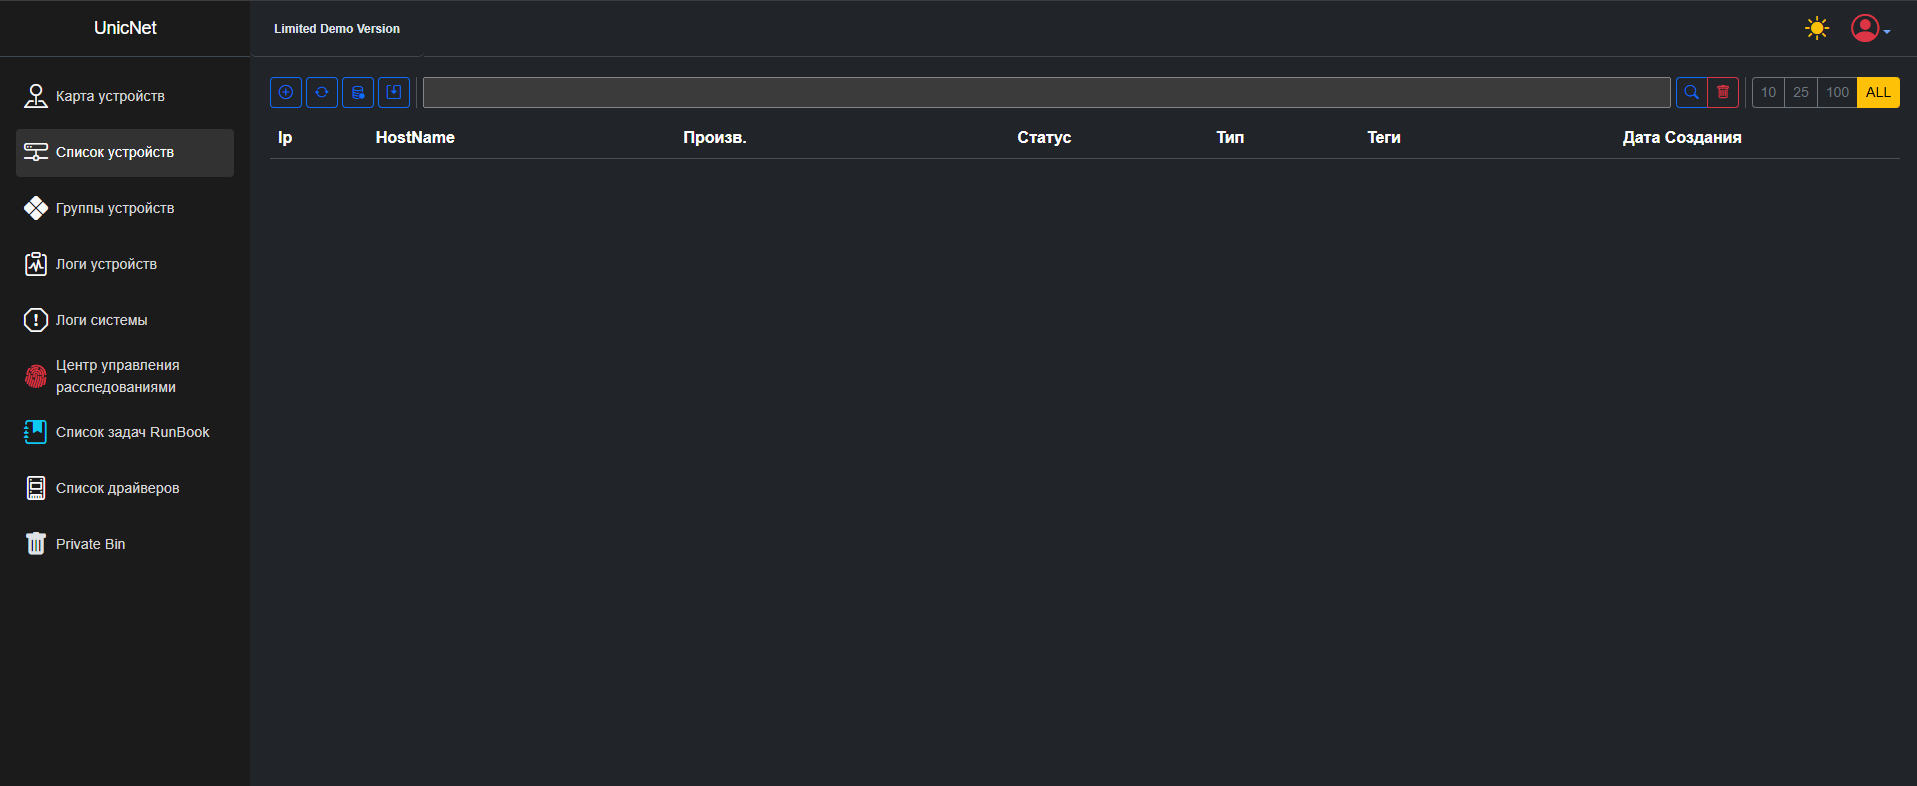 UnicNet
Limited Demo Version
Карта устройств
Список устройств
Группы устройств
Логи устройств
Логи системы
Центр управления
расследованиями
Список задач RunBook
Список драйверов
Private Bin
10 25 100 ALL
Ip HostName Произв. Статус Тип Теги Дата Создания